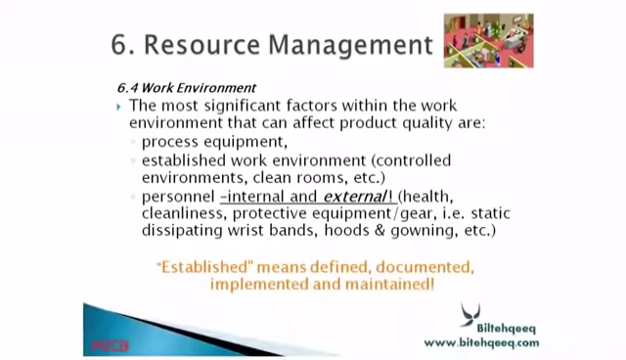 6. Resource Management
6.4 Work Environment
The most significant factors within the work
environment that can affect product quality are:
process equipment,
established work environment (controlled
environments, clean rooms, etc.)
personnel –internal and external! (health,
cleanliness, protective equipment/gear, i.e. static
dissipating wrist bands, hoods & gowning, etc.)
"Established" means defined, documented,
implemented and maintained!
Biltehqeeq
www.bitehqeeq.com
PECB